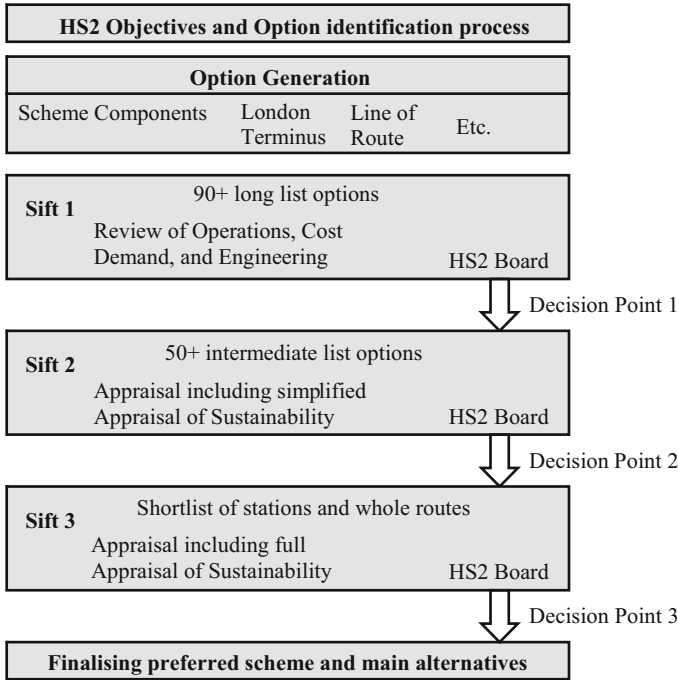 HS2 Objectives and Option identification process
Option Generation
Scheme Components London Line of Etc.
Terminus Route
90+ long list options
Sift 1
Review of Operations, Cost
Demand, and Engineering HS2 Board
Decision Point 1
50+ intermediate list options
Sift 2
Appraisal including simplified
Appraisal of Sustainability HS2 Board
Decision Point 2
Shortlist of stations and whole routes
Sift 3
Appraisal including full
Appraisal of Sustainability HS2 Board
Decision Point 3
Finalising preferred scheme and main alternatives